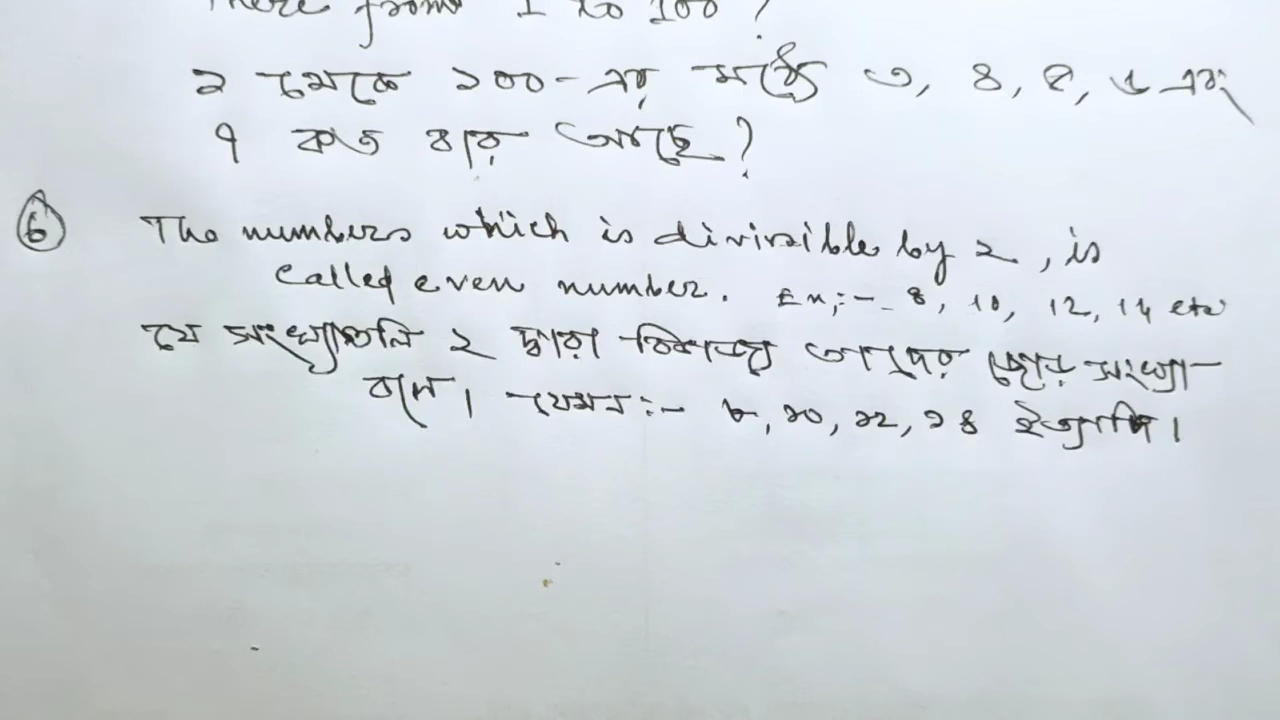 There from 1 to 100?
১ থেকে ১০০-এর মধ্যে ৩, ৪, ৫, ৬ এবং
৭ কত বার আছে?
6 The numbers which is divisible by 2, is
called even number. Ex:- 8, 10, 12, 14 etc
যে সংখ্যাগুলি ২ দ্বারা বিভাজ্য তাদের জোড় সংখ্যা
বলে। যেমন:- ৮, ১০, ১২, ১৪ ইত্যাদি।